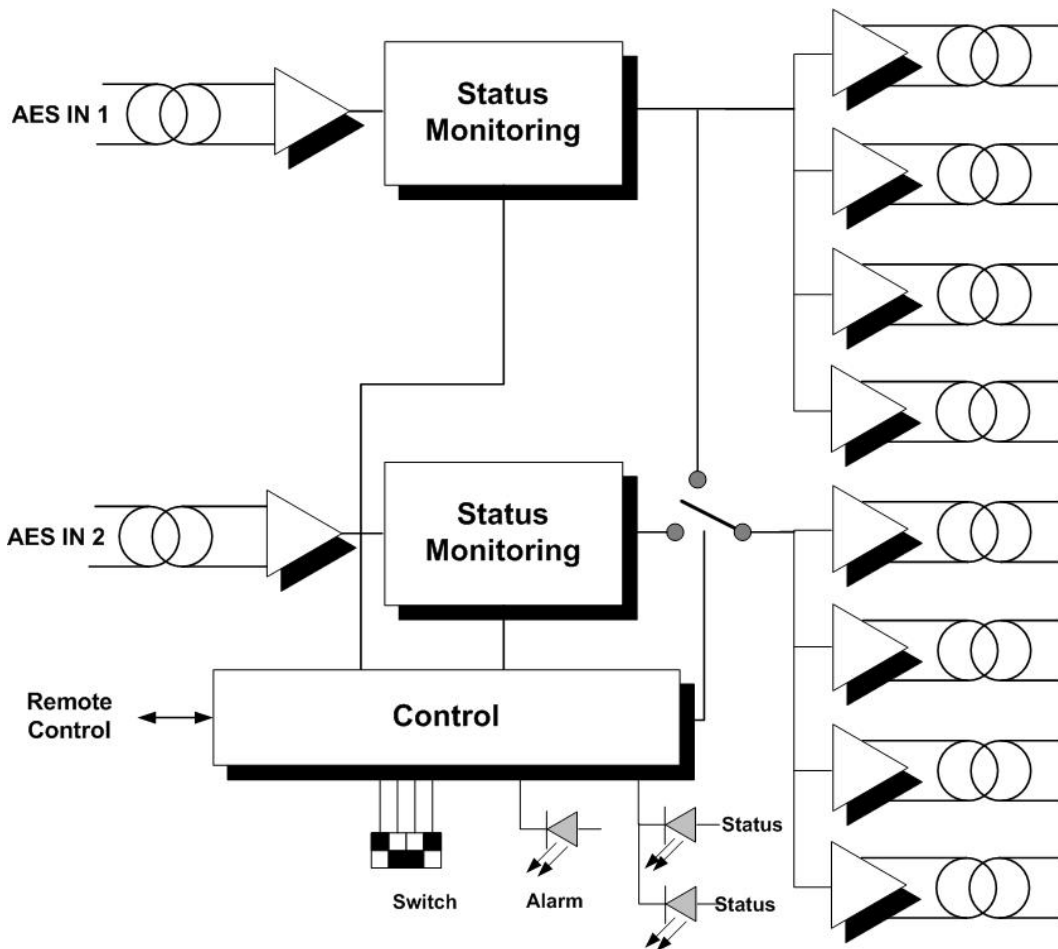 AES IN 1
Status
Monitoring
AES IN 2
Status
Monitoring
Remote
Control
Control
Switch
Alarm
Status
Status